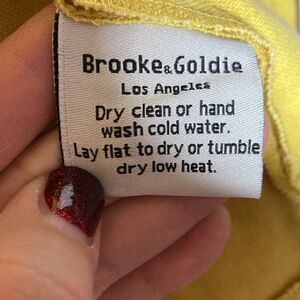 Brooke&Goldie
Los Angeles
Dry clean or hand
wash cold water.
Lay flat to dry or tumble
dry low heat.